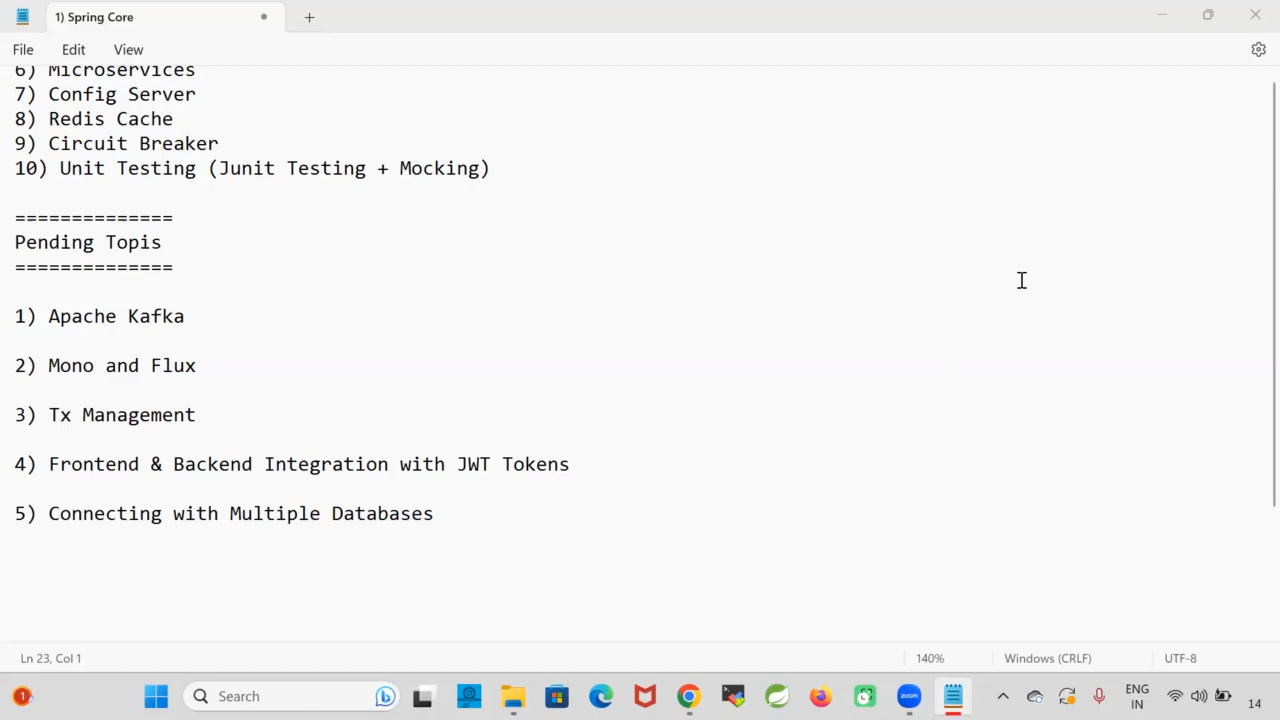 1) Spring Core
File Edit View
6) Microservices
7) Config Server
8) Redis Cache
9) Circuit Breaker
10) Unit Testing (Junit Testing + Mocking)
==============
Pending Topis
==============
1) Apache Kafka
2) Mono and Flux
3) Tx Management
4) Frontend & Backend Integration with JWT Tokens
5) Connecting with Multiple Databases
Ln 23, Col 1 140% Windows (CRLF) UTF-8
1 Search zoom ENG
IN 14